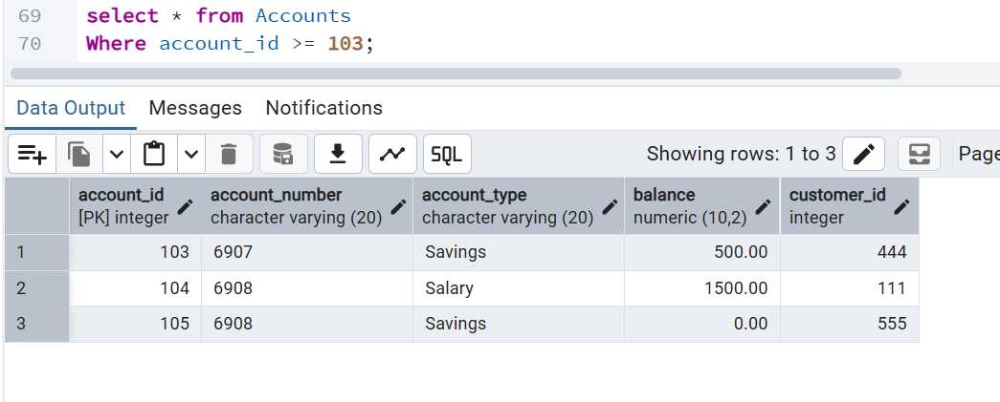 69 select * from Accounts
70 Where account_id >= 103;
Data Output Messages Notifications
SQL Showing rows: 1 to 3
account_id account_number account_type balance customer_id
[PK] integer character varying (20) character varying (20) numeric (10,2) integer
1 103 6907 Savings 500.00 444
2 104 6908 Salary 1500.00 111
3 105 6908 Savings 0.00 555